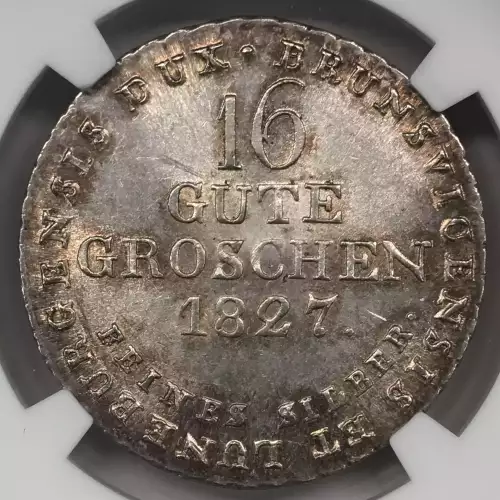 BRUNSVICENSIS ET LUNEBURGENSIS DUX.
16
GUTE
GROSCHEN
1827.
FEINES SILBER.